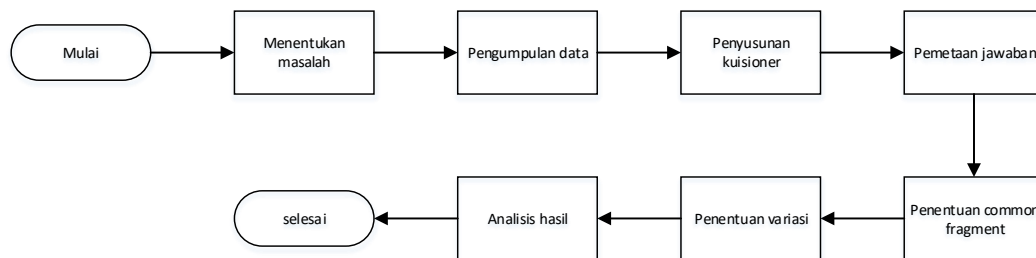 Mulai
Menentukan
masalah
Pengumpulan data
Penyusunan
kuisioner
Pemetaan jawaban
Penentuan common
fragment
Penentuan variasi
Analisis hasil
selesai